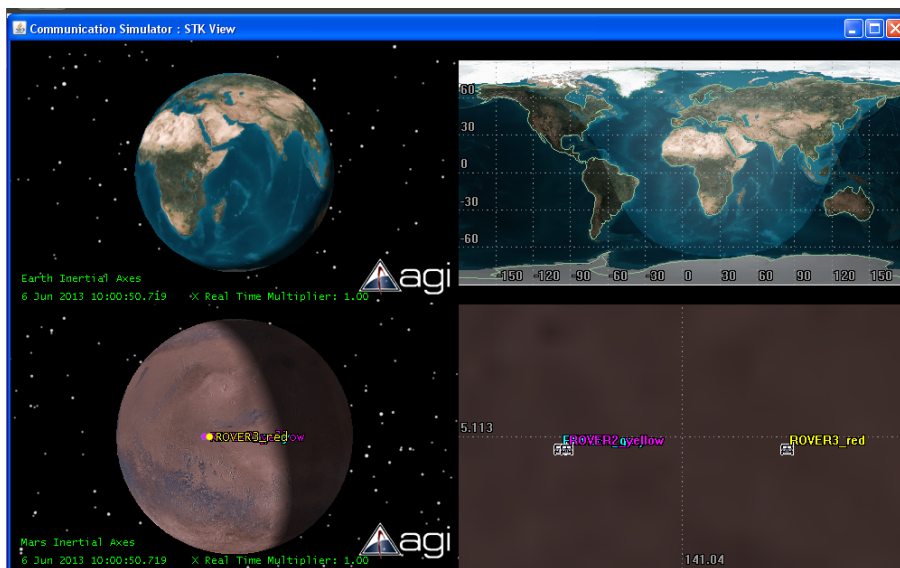 Communication Simulator : STK View
Earth Inertial Axes
6 Jun 2013 10:00:50.719 X Real Time Multiplier: 1.00
agi
60
30
0
-30
-60
-150 -120 -90 -60 -30 0 30 60 90 120 150
ROVER3_red
Mars Inertial Axes
6 Jun 2013 10:00:50.719 X Real Time Multiplier: 1.00
agi
5.113
ROVER2_yellow
ROVER3_red
141.04